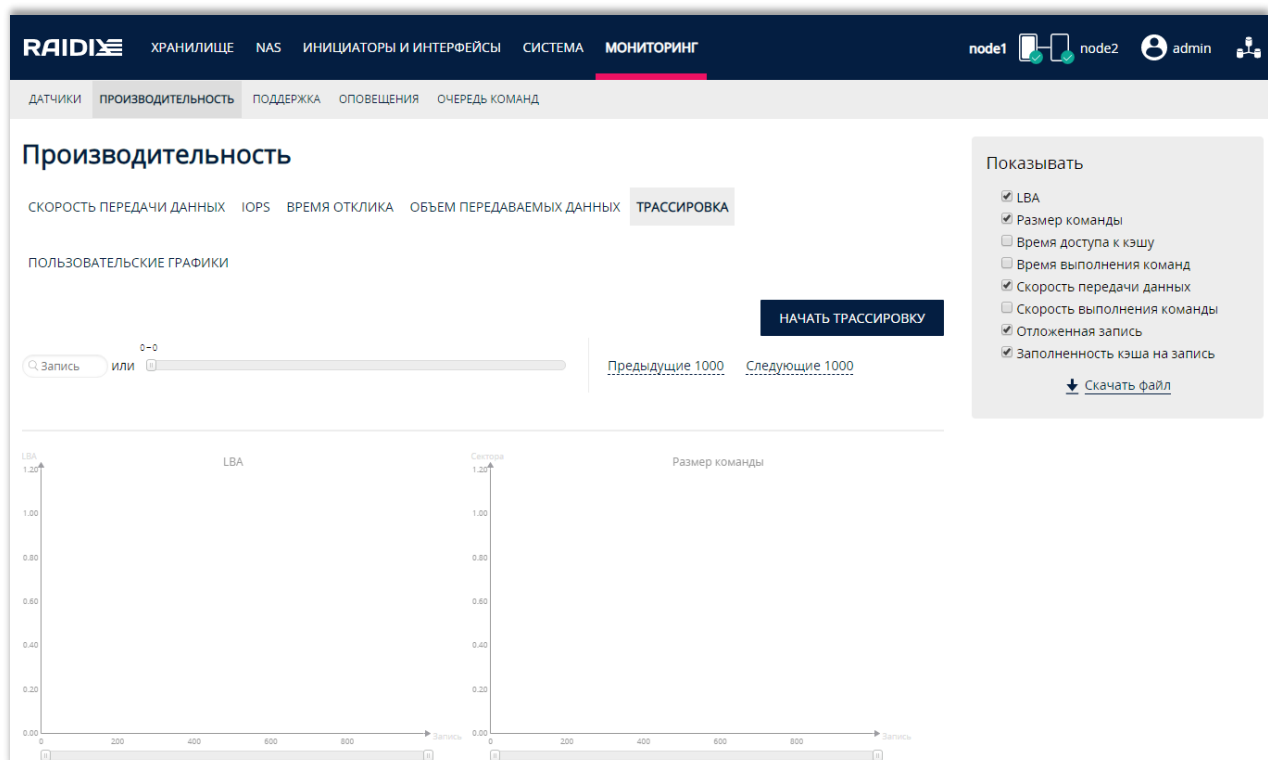 RAIDIX ХРАНИЛИЩЕ NAS ИНИЦИАТОРЫ И ИНТЕРФЕЙСЫ СИСТЕМА МОНИТОРИНГ node1 node2 admin
ДАТЧИКИ ПРОИЗВОДИТЕЛЬНОСТЬ ПОДДЕРЖКА ОПОВЕЩЕНИЯ ОЧЕРЕДЬ КОМАНД
Производительность
СКОРОСТЬ ПЕРЕДАЧИ ДАННЫХ IOPS ВРЕМЯ ОТКЛИКА ОБЪЕМ ПЕРЕДАВАЕМЫХ ДАННЫХ ТРАССИРОВКА
ПОЛЬЗОВАТЕЛЬСКИЕ ГРАФИКИ
НАЧАТЬ ТРАССИРОВКУ
0–0
Запись или Предыдущие 1000 Следующие 1000
Показывать
LBA
Размер команды
Время доступа к кэшу
Время выполнения команд
Скорость передачи данных
Скорость выполнения команды
Отложенная запись
Заполненность кэша на запись
Скачать файл
LBA
LBA
1.20
1.00
0.80
0.60
0.40
0.20
0.00
0 200 400 600 800 Запись
Сектора
Размер команды
1.20
1.00
0.80
0.60
0.40
0.20
0.00
0 200 400 600 800 Запись